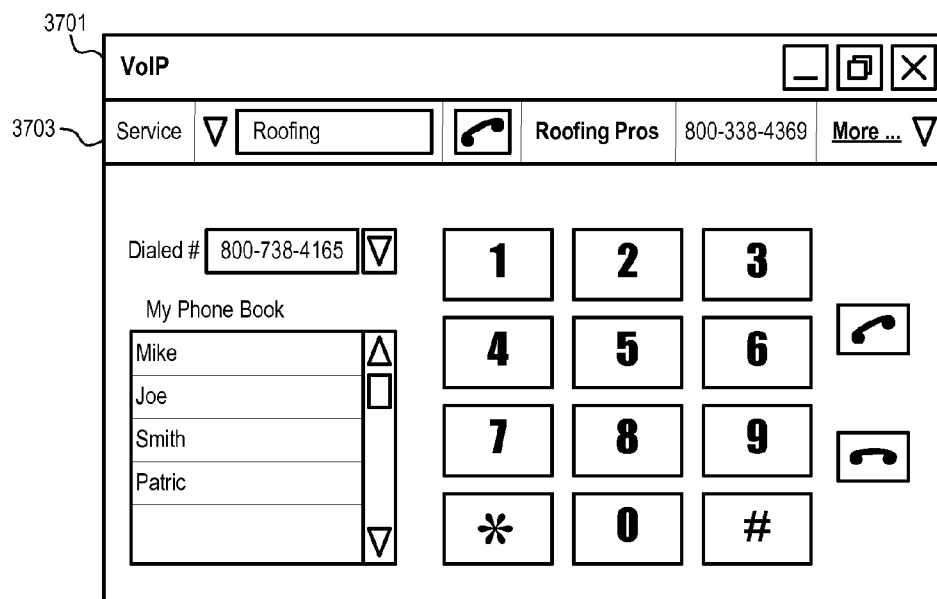 3701
VoIP
3703
Service Roofing Roofing Pros 800-338-4369 More ...
Dialed # 800-738-4165
1 2 3
My Phone Book
Mike
4 5 6
Joe
Smith
7 8 9
Patric
* 0 #